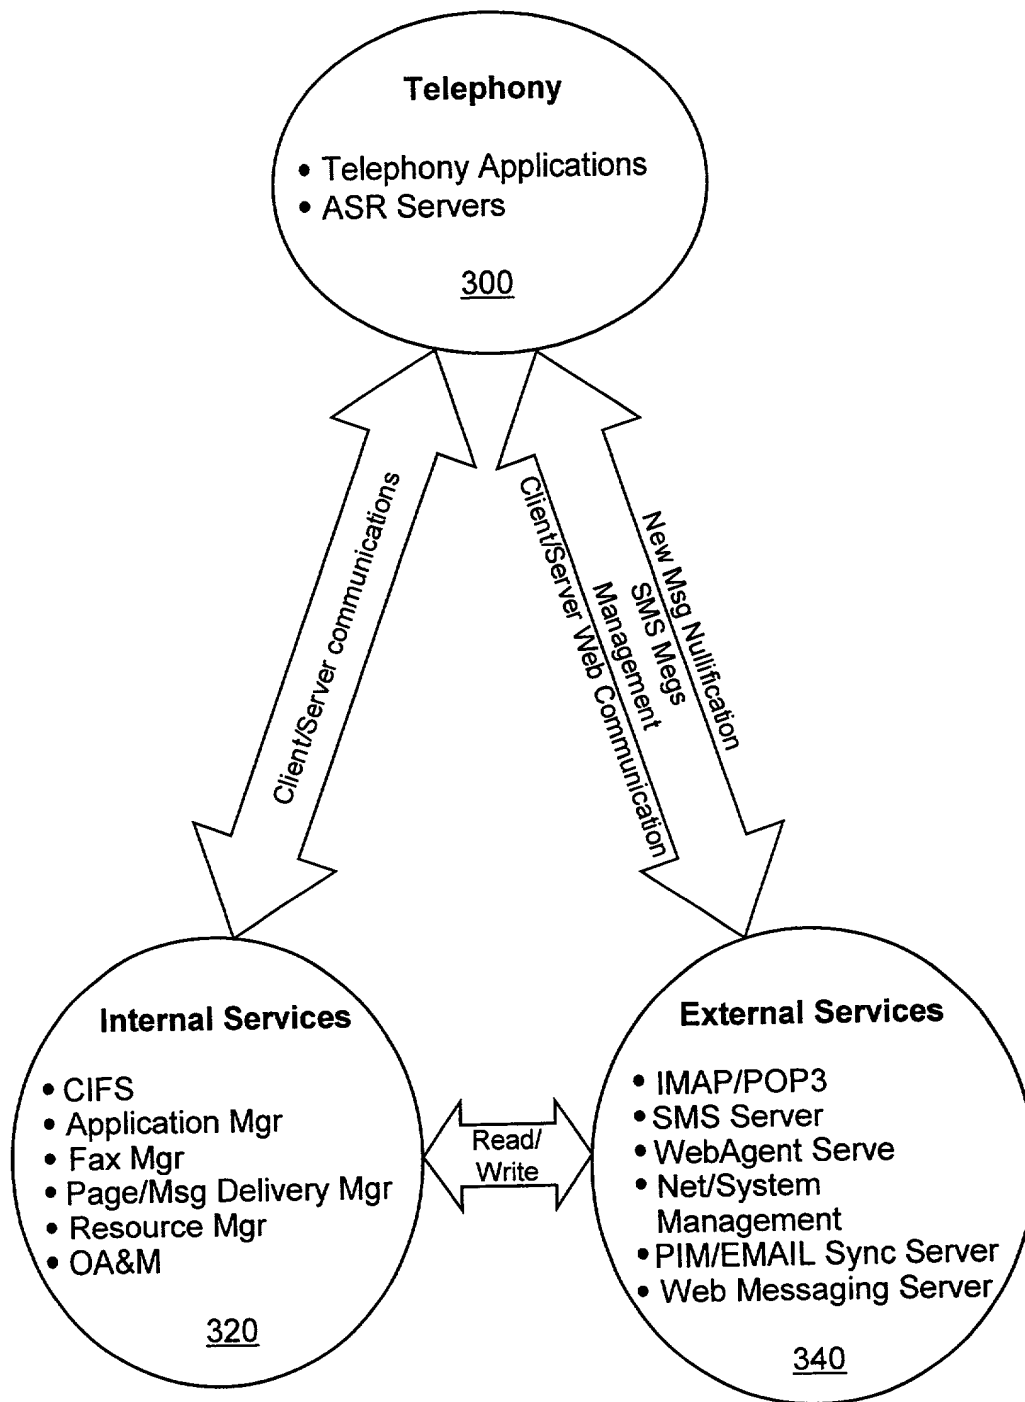 Telephony
• Telephony Applications
• ASR Servers
300
Client/Server communications
New Msg Nullification
SMS Megs
Management
Client/Server Web Communication
Internal Services
• CIFS
• Application Mgr
• Fax Mgr
• Page/Msg Delivery Mgr
• Resource Mgr
• OA&M
320
Read/
Write
External Services
• IMAP/POP3
• SMS Server
• WebAgent Serve
• Net/System
Management
• PIM/EMAIL Sync Server
• Web Messaging Server
340